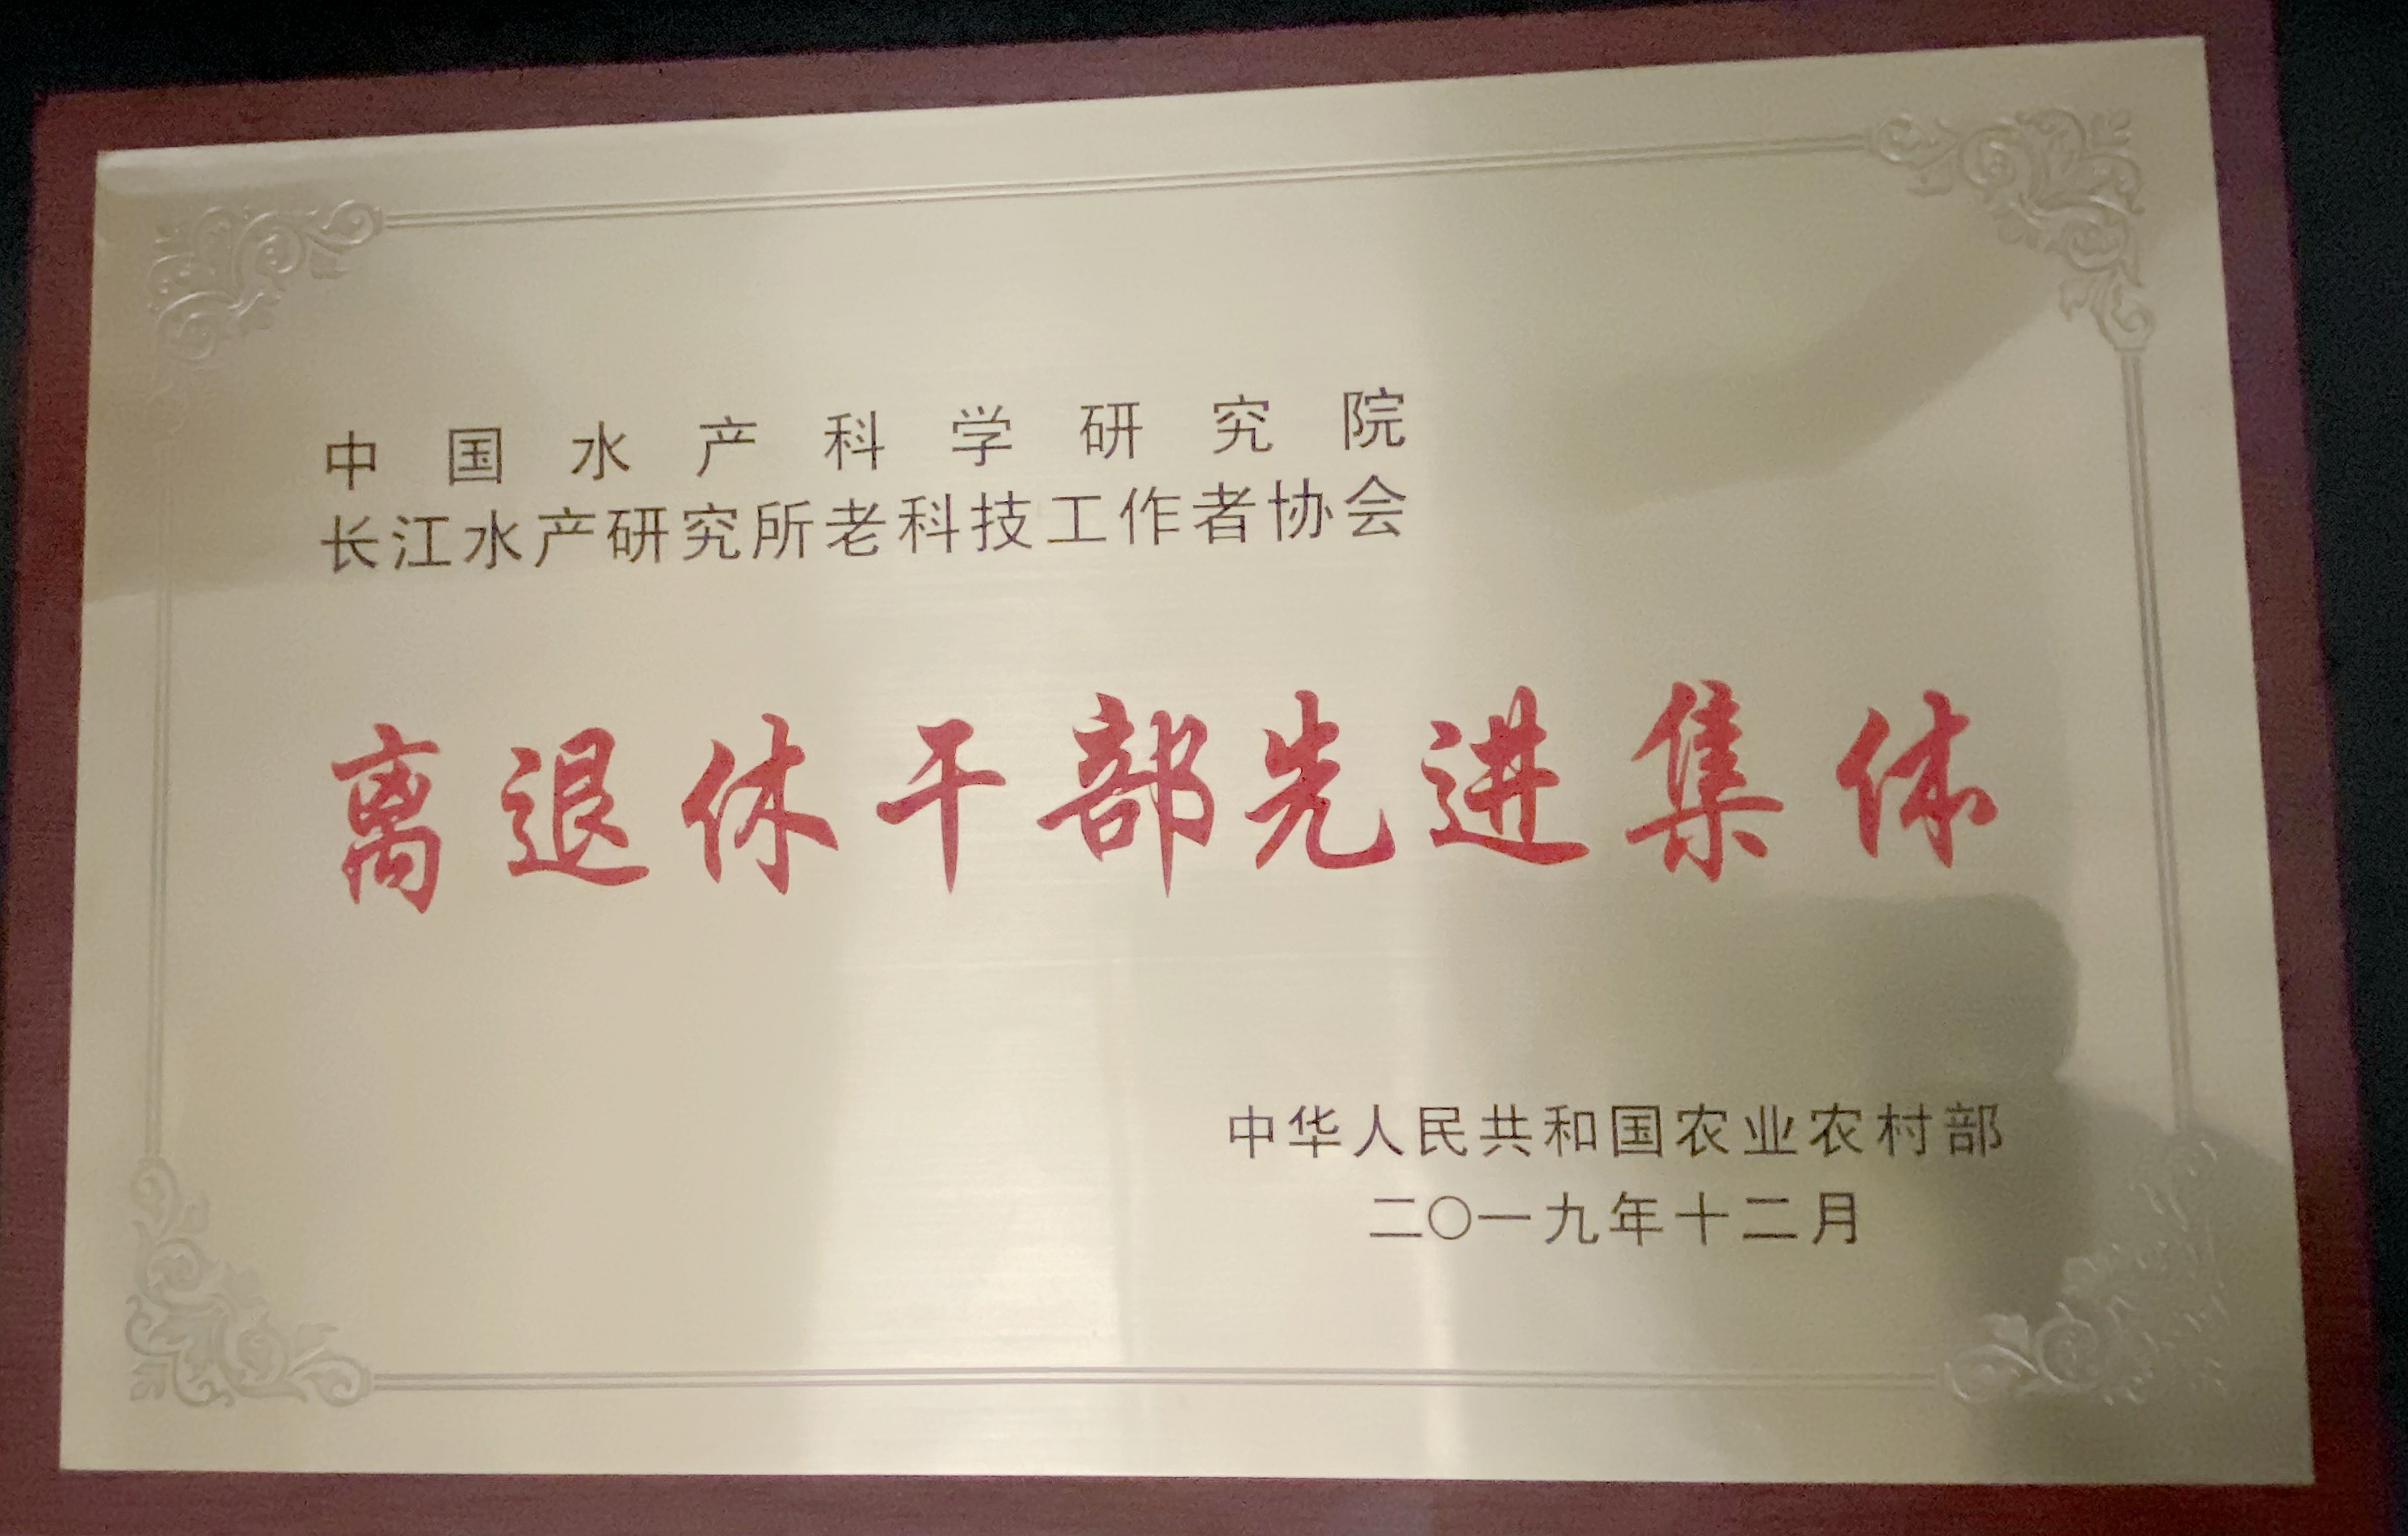 中国水产科学研究院
长江水产研究所老科技工作者协会
离退休干部先进集体
中华人民共和国农业农村部
二〇一九年十二月